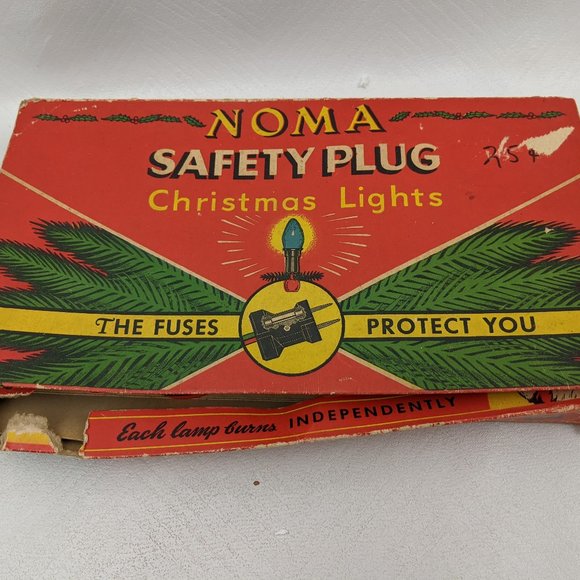 NOMA
SAFETY PLUG
Christmas Lights
THE FUSES PROTECT YOU
Each lamp burns INDEPENDENTLY